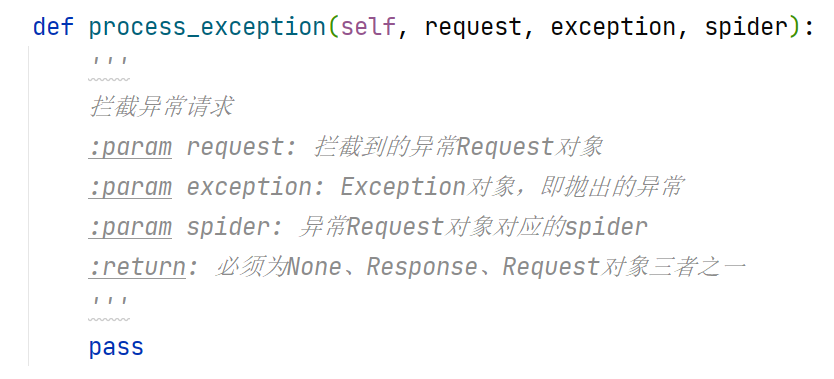 def process_exception(self, request, exception, spider):
'''
拦截异常请求
:param request: 拦截到的异常Request对象
:param exception: Exception对象，即抛出的异常
:param spider: 异常Request对象对应的spider
:return: 必须为None、Response、Request对象三者之一
'''
pass